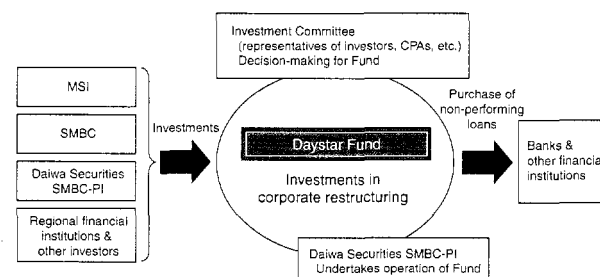 Investment Committee
(representatives of investors, CPAs, etc.)
Decision-making for Fund
MSI
SMBC
Daiwa Securities
SMBC-PI
Regional financial
institutions &
other investors
Investments
Daystar Fund
Investments in
corporate restructuring
Purchase of
non-performing
loans
Banks &
other financial
institutions
Daiwa Securities SMBC-PI
Undertakes operation of Fund